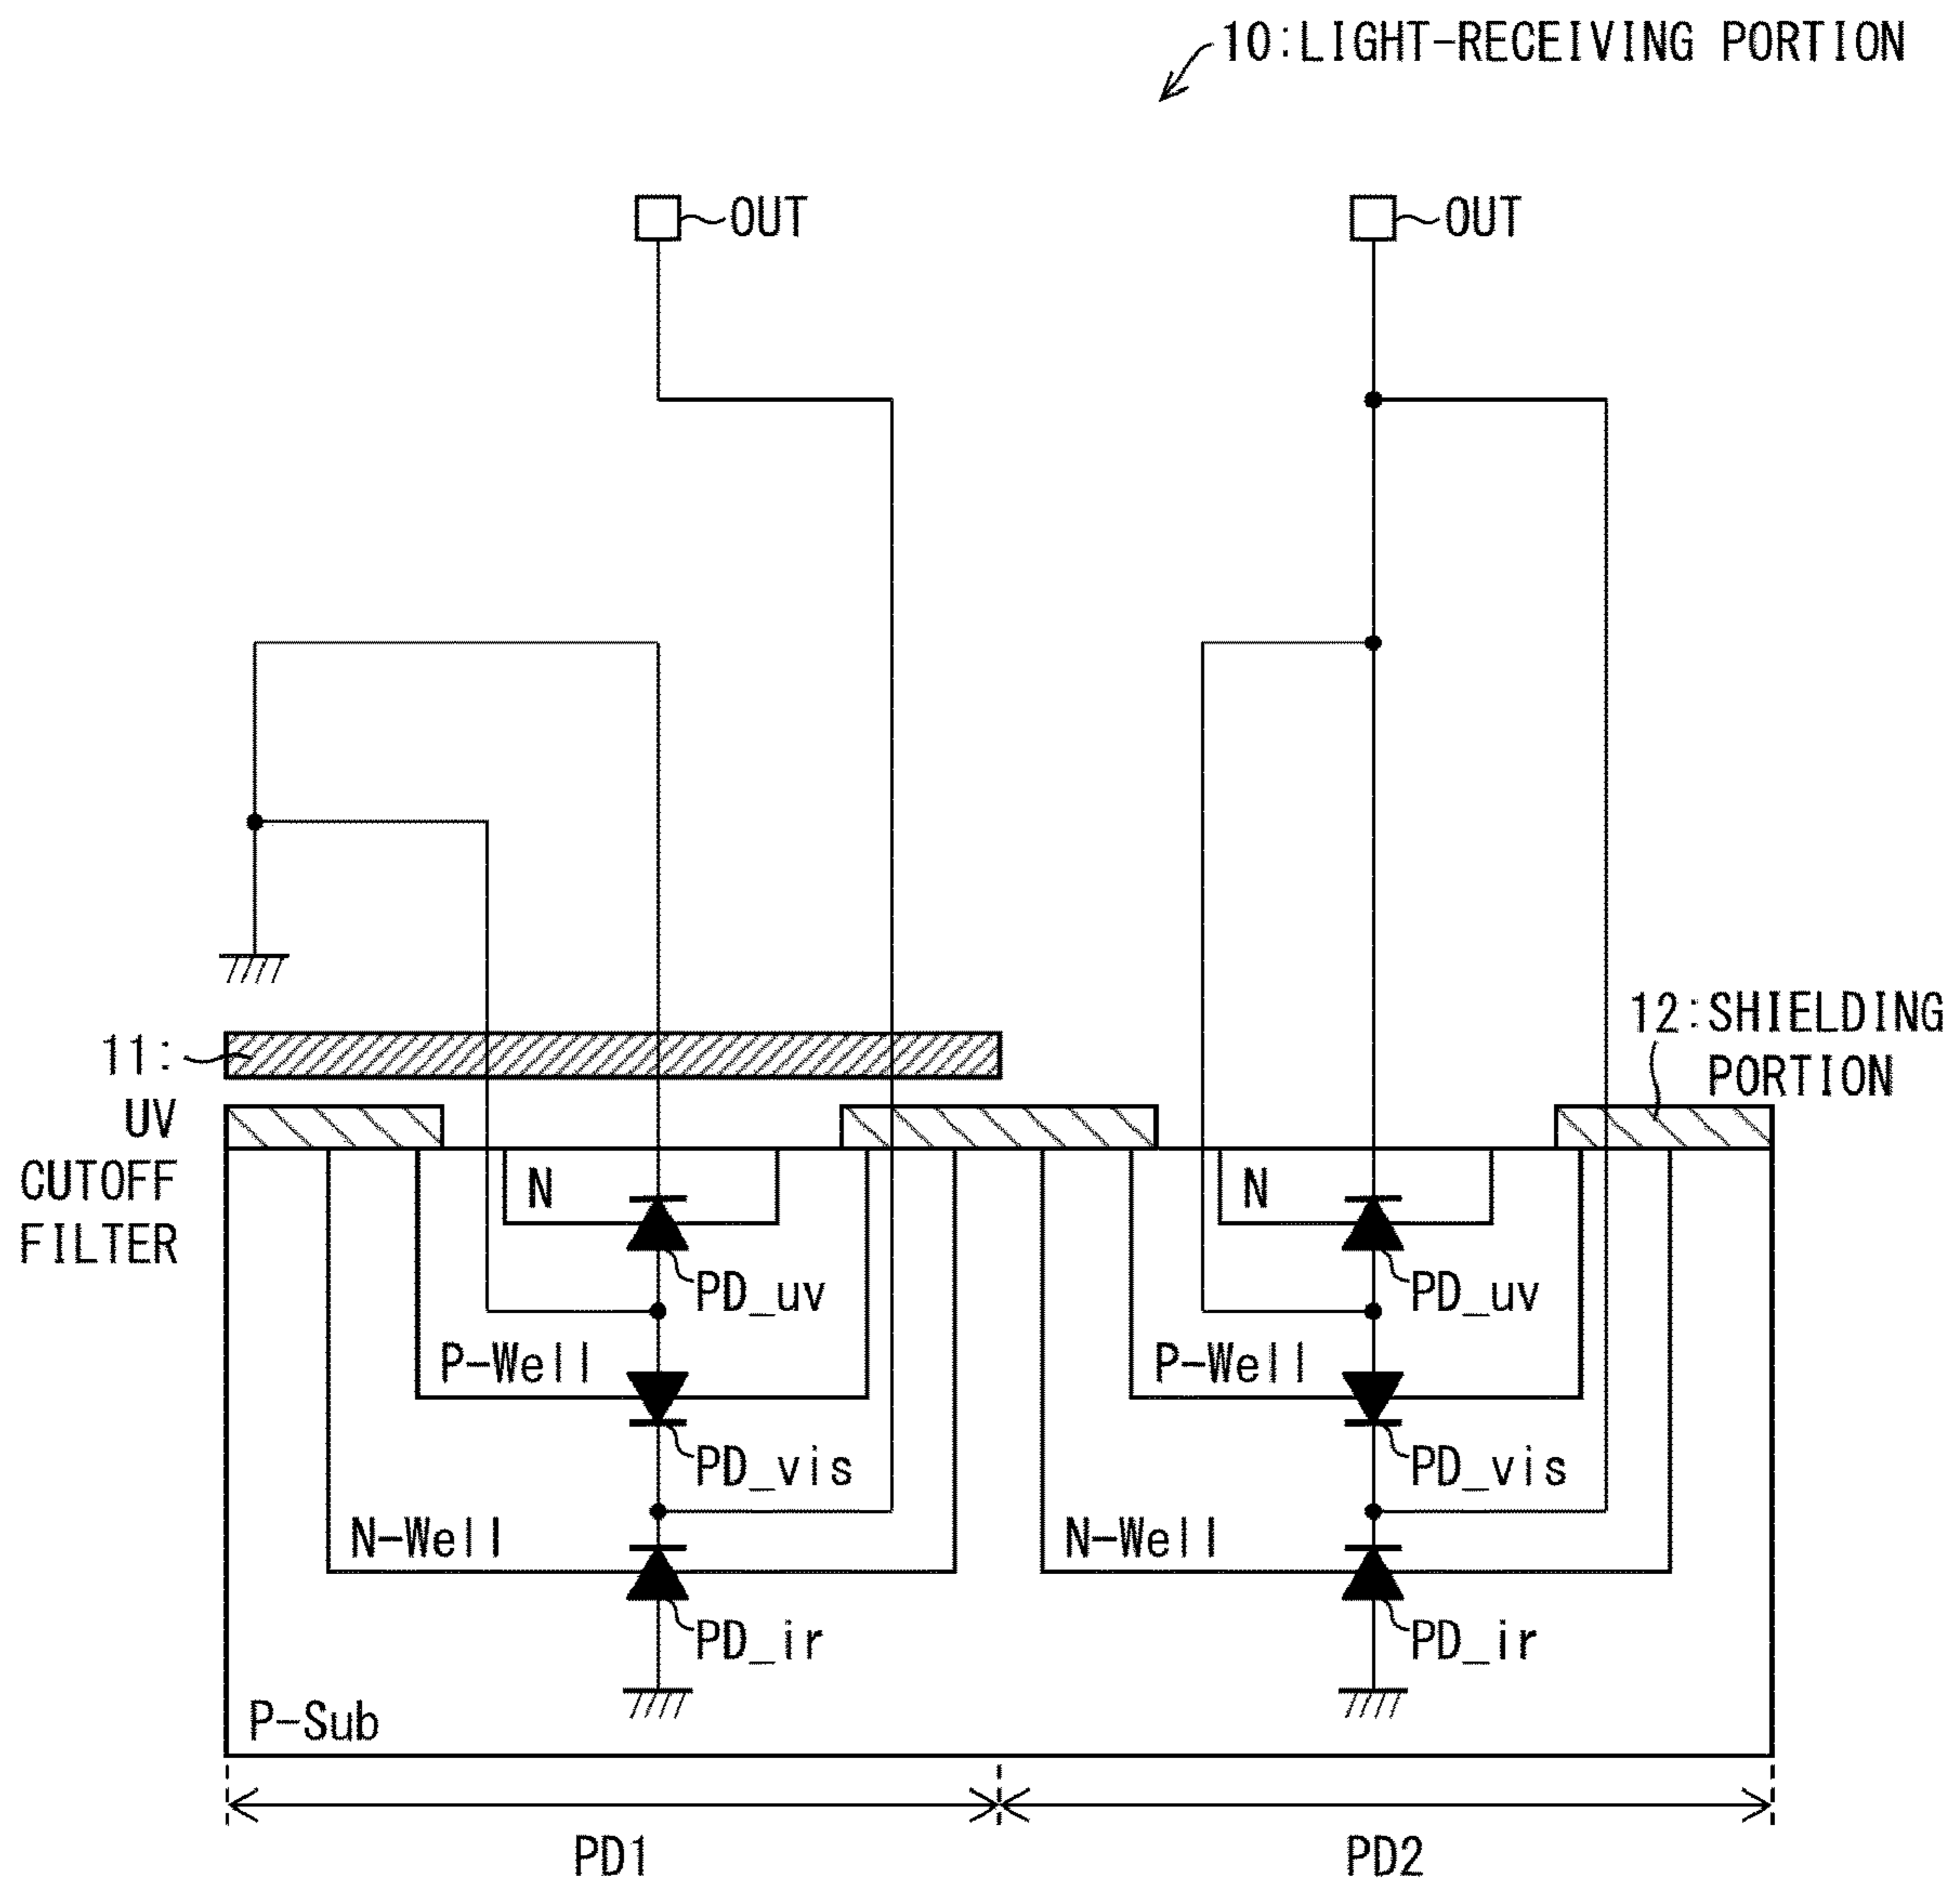 10:LIGHT-RECEIVING PORTION
OUT
OUT
12:SHIELDING
PORTION
11:
UV
CUTOFF
FILTER
N
N
PD_uv
PD_uv
P-Well
P-Well
PD_vis
PD_vis
N-Well
N-Well
PD_ir
PD_ir
P-Sub
PD1
PD2